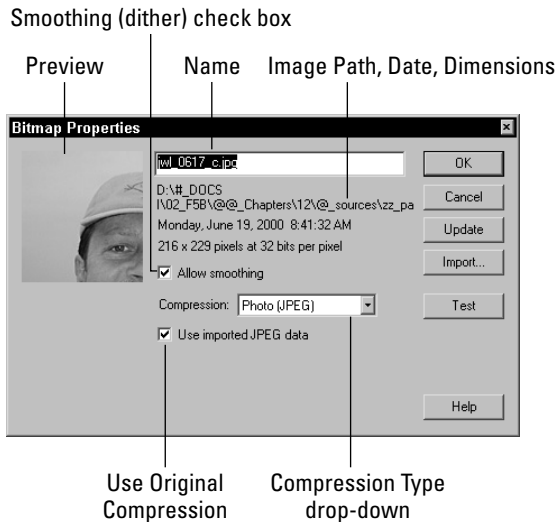 Smoothing (dither) check box
Preview
Name
Image Path, Date, Dimensions
Bitmap Properties
jwl_0617_c.jpg
OK
D:\#_DOCS
I\02_F5B\@@_Chapters\12\@_sources\zz_pa
Cancel
Monday, June 19, 2000 8:41:32 AM
Update
216 x 229 pixels at 32 bits per pixel
Import...
Allow smoothing
Compression: Photo (JPEG)
Test
Use imported JPEG data
Help
Use Original
Compression
Compression Type
drop-down